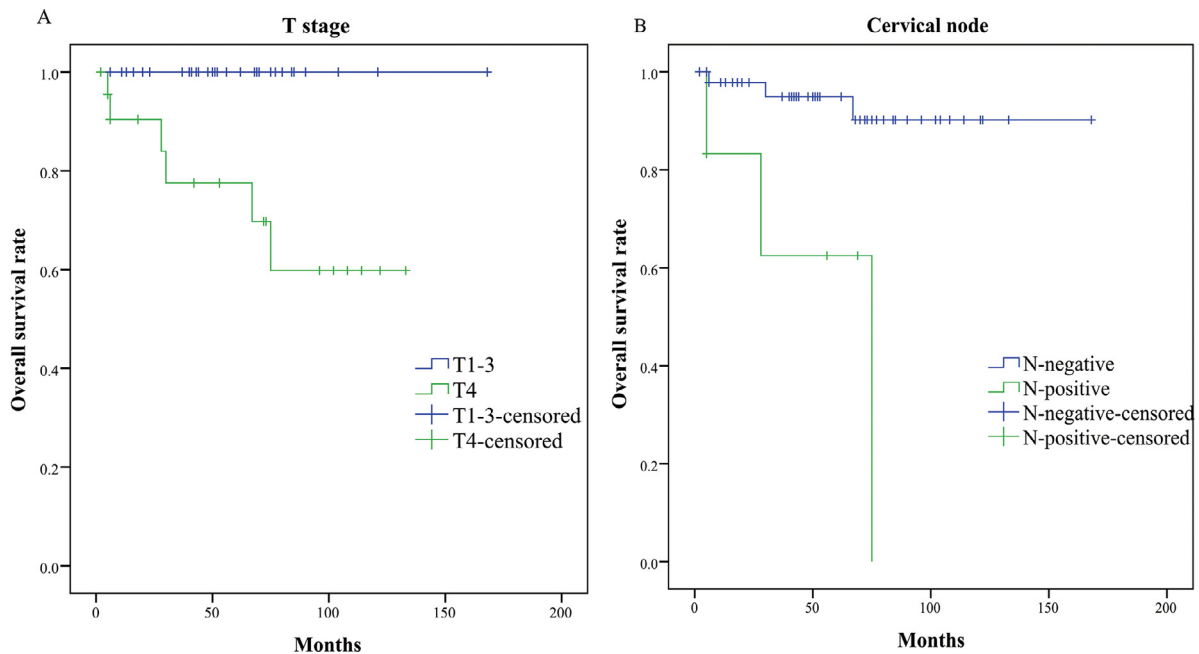 A
T stage
Overall survival rate
1.0
0.8
0.6
0.4
0.2
0.0
T1-3
T4
T1-3-censored
T4-censored
0 50 100 150 200
Months
B
Cervical node
Overall survival rate
1.0
0.8
0.6
0.4
0.2
0.0
N-negative
N-positive
N-negative-censored
N-positive-censored
0 50 100 150 200
Months